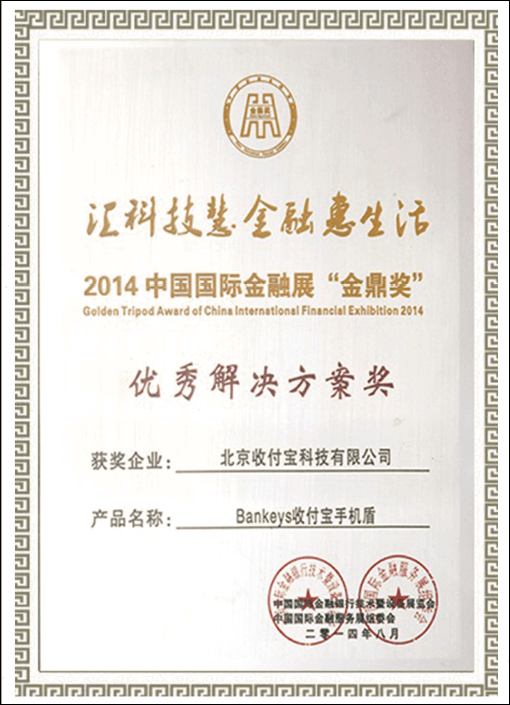 金鼎奖
汇科技慧金融惠生活
2014 中国国际金融展“金鼎奖”
Golden Tripod Award of China International Financial Exhibition 2014
优秀解决方案奖
获奖企业： 北京收付宝科技有限公司
产品名称： Bankeys收付宝手机盾
中国国际金融银行技术暨设备展览会
中国国际金融服务展组委会
二零一四年八月